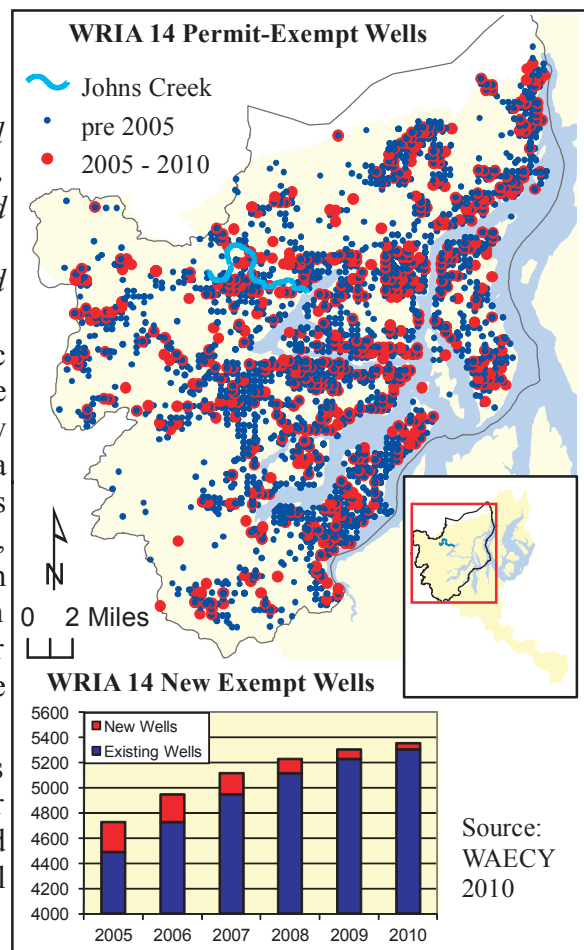 WRIA 14 Permit-Exempt Wells
Johns Creek
pre 2005
2005 - 2010
d
d
d
c
e
y
a
s
,
n
n
r
e
s
r
d
l
N
0 2 Miles
WRIA 14 New Exempt Wells
5600
5400
5200
5000
4800
4600
4400
4200
4000
New Wells
Existing Wells
2005 2006 2007 2008 2009 2010
Source:
WAECY
2010